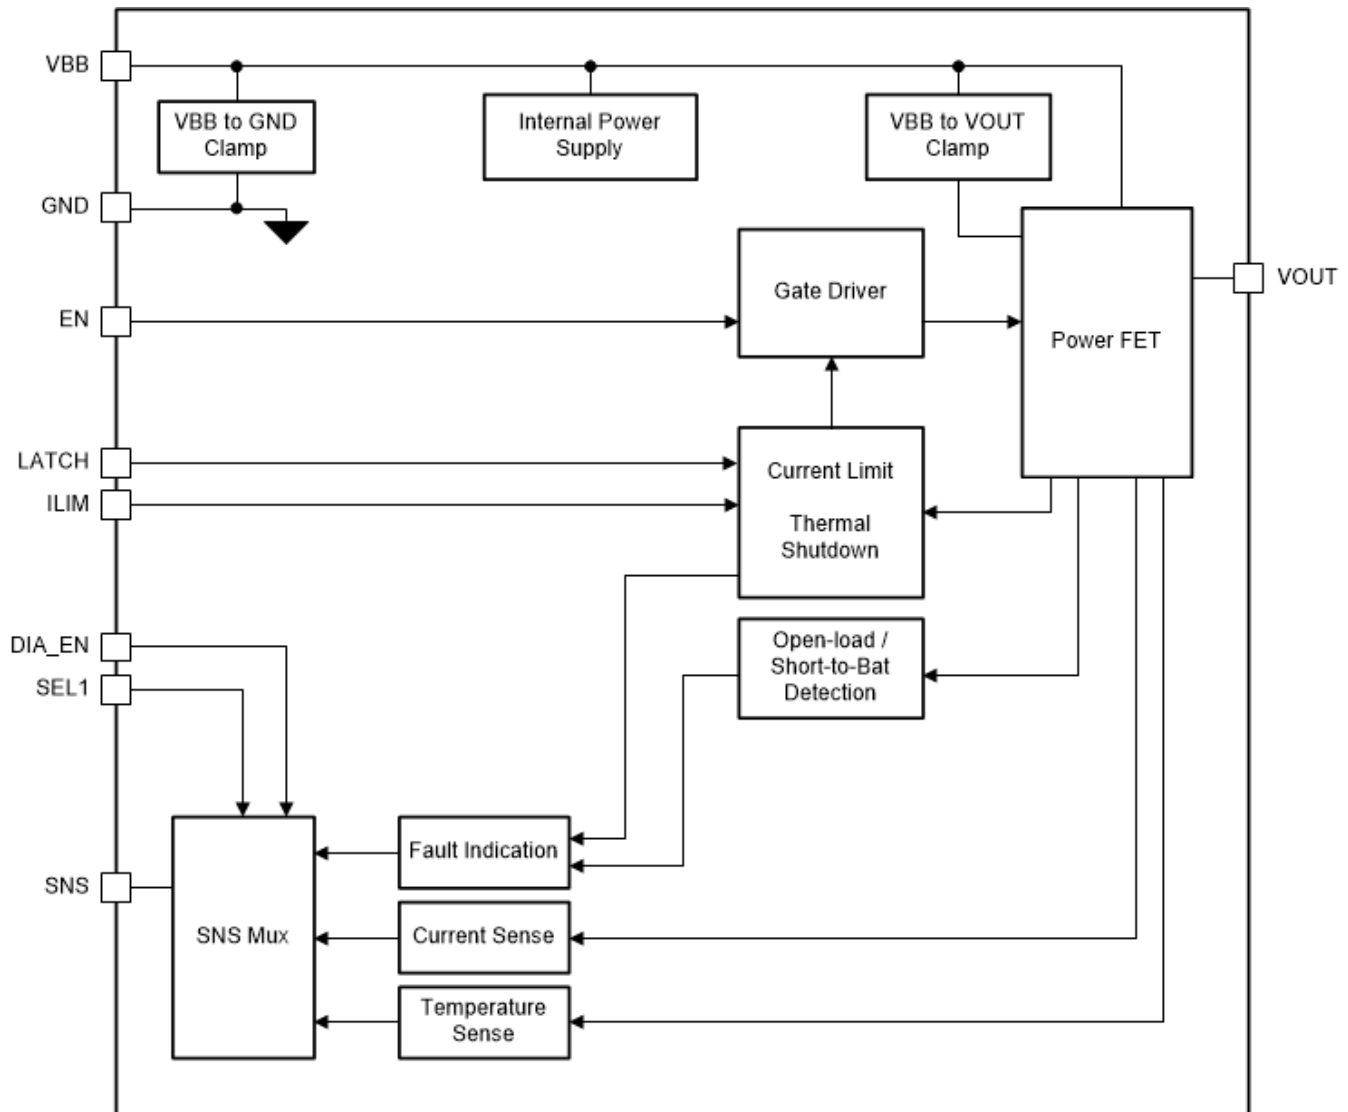 VBB
VBB to GND
Clamp
Internal Power
Supply
VBB to VOUT
Clamp
GND
VOUT
Gate Driver
EN
Power FET
LATCH
ILIM
Current Limit
Thermal
Shutdown
DIA_EN
SEL1
Open-load /
Short-to-Bat
Detection
Fault Indication
SNS
SNS Mux
Current Sense
Temperature
Sense